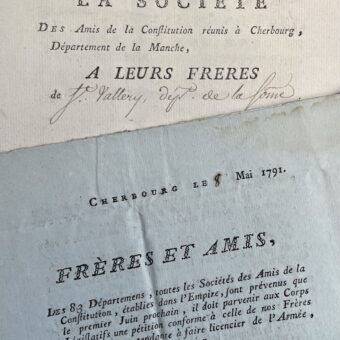 LA SOCIÉTÉ
DES Amis de la Constitution réunis à Cherbourg,
Département de la Manche,
A LEURS FRERES
de St. Vallery, dépt. de la Somme
CHERBOURG LE 8 Mai 1791.
FRÈRES ET AMIS,
DES 83 Départemens, toutes les Sociétés des Amis de la
Constitution, établies dans l'Empire, sont prévenus que
le premier Juin prochain, il doit parvenir aux Corps
Législatifs une pétition conforme à celle de nos Frères
tendante à faire licencier de l'Armée,